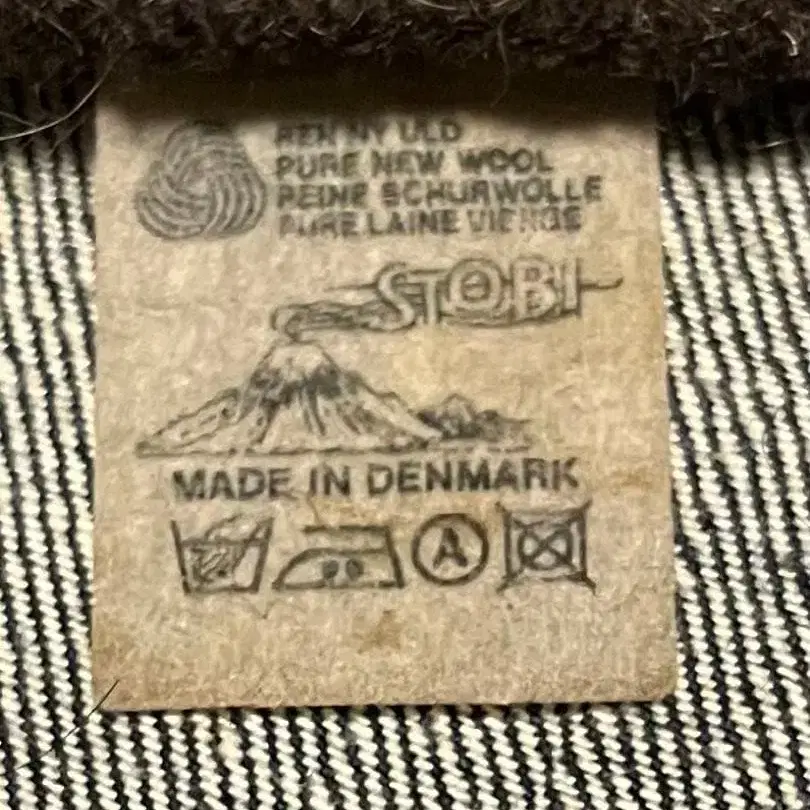 REN NY ULD
PURE NEW WOOL
REINE SCHURWOLLE
PURE LAINE VIERGE
STOBI
MADE IN DENMARK
A